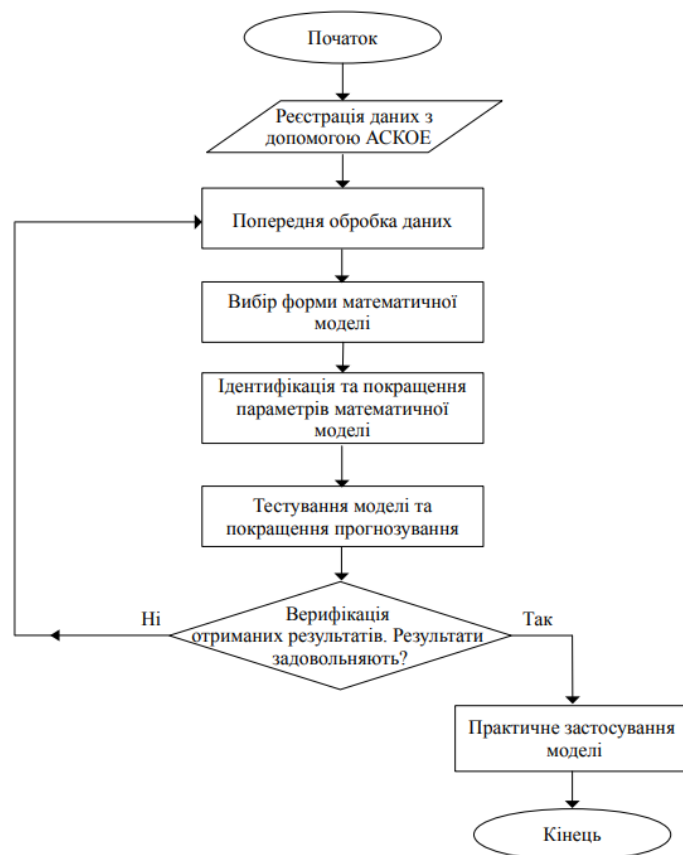 Початок
Реєстрація даних з
допомогою АСКОЕ
Попередня обробка даних
Вибір форми математичної
моделі
Ідентифікація та покращення
параметрів математичної
моделі
Тестування моделі та
покращення прогнозування
Ні
Верифікація
отриманих результатів. Результати
задовольняють?
Так
Практичне застосування
моделі
Кінець